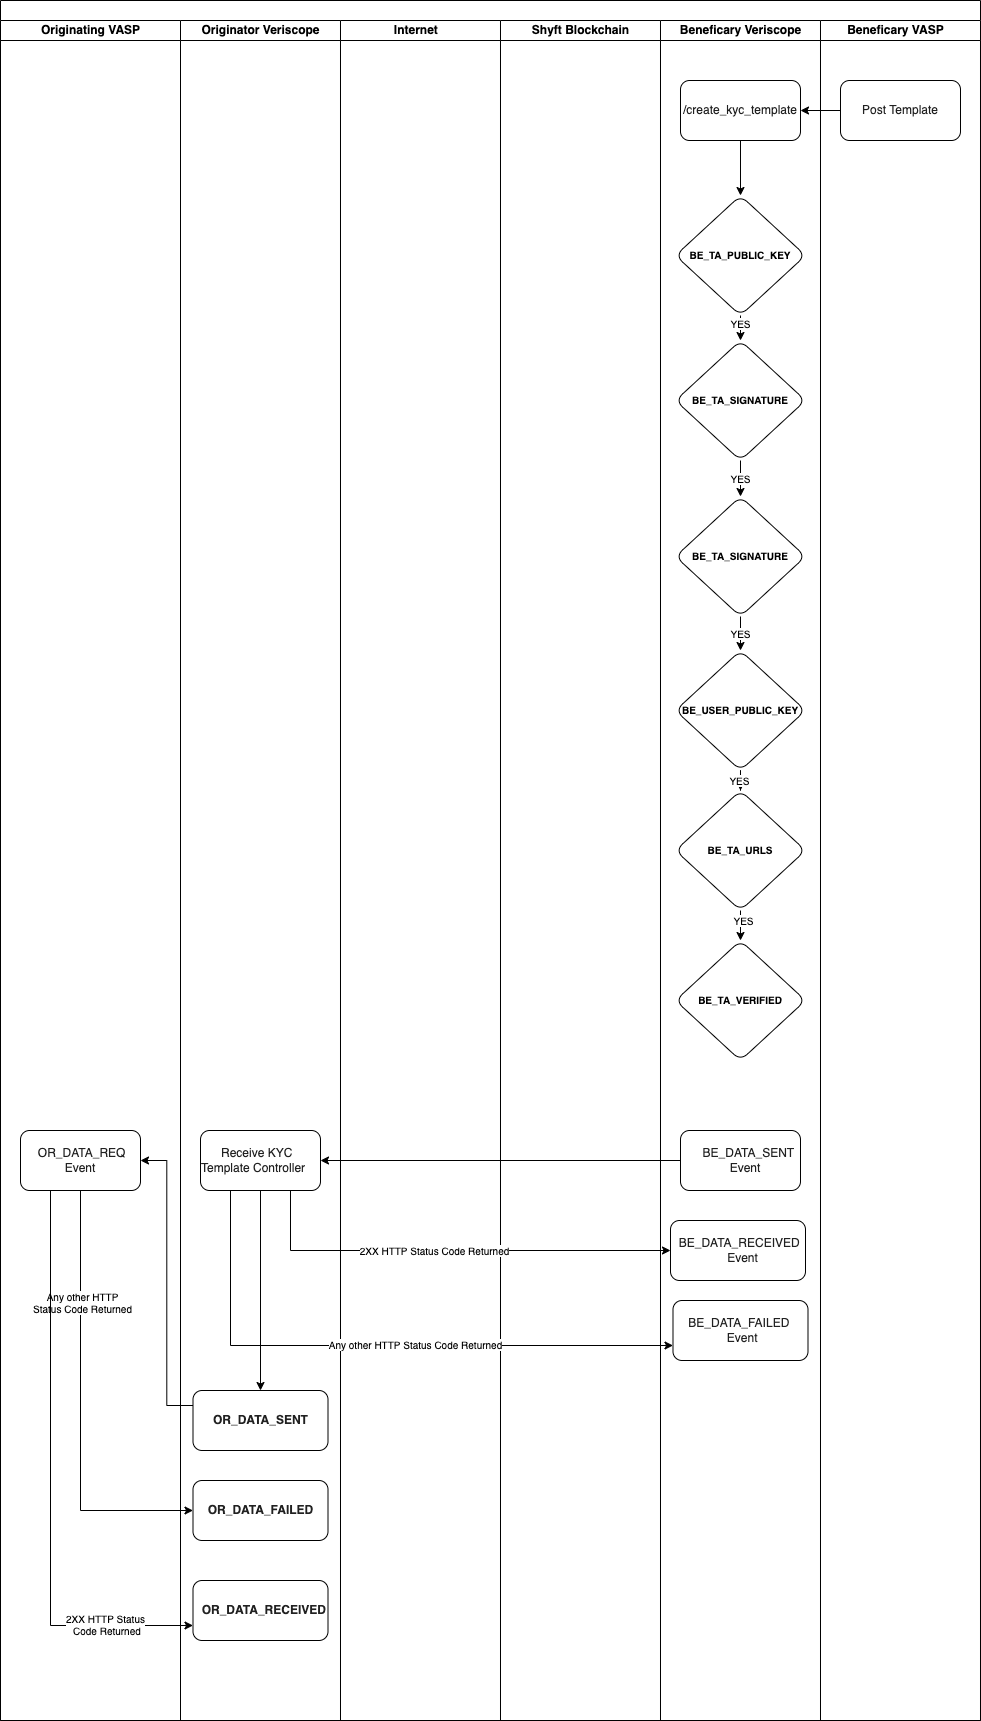 Originating VASP
Originator Veriscope
Internet
Shyft Blockchain
Beneficary Veriscope
Beneficary VASP
/create_kyc_template
Post Template
BE_TA_PUBLIC_KEY
YES
BE_TA_SIGNATURE
YES
BE_TA_SIGNATURE
YES
BE_USER_PUBLIC_KEY
YES
BE_TA_URLS
YES
BE_TA_VERIFIED
OR_DATA_REQ
Event
Receive KYC
Template Controller
BE_DATA_SENT
Event
2XX HTTP Status Code Returned
BE_DATA_RECEIVED
Event
Any other HTTP
Status Code Returned
Any other HTTP Status Code Returned
BE_DATA_FAILED
Event
OR_DATA_SENT
OR_DATA_FAILED
2XX HTTP Status
Code Returned
OR_DATA_RECEIVED